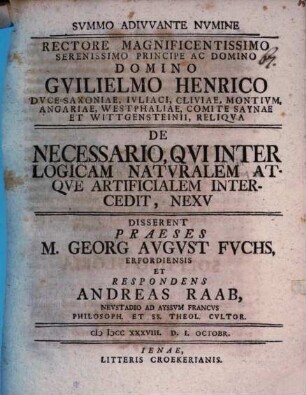 SVMMO ADIVVANTE NVMINE
RECTORE MAGNIFICENTISSIMO
SERENISSIMO PRINCIPE AC DOMINO
DOMINO
GVILIELMO HENRICO
DVCE SAXONIAE, IVLIACI, CLIVIAE, MONTIVM,
ANGARIAE, WESTPHALIAE, COMITE SAYNAE
ET WITTGENSTEINII, RELIQVA
DE
NECESSARIO, QVI INTER
LOGICAM NATVRALEM AT-
QVE ARTIFICIALEM INTER-
CEDIT, NEXV
DISSERENT
PRAESES
M. GEORG AVGVST FVCHS,
ERFORDIENSIS
ET
RESPONDENS
ANDREAS RAAB,
NEVSTADIO AD AYSSVM FRANCVS
PHILOSOPH. ET SS. THEOL. CVLTOR.
CIↃ IↃCC XXXVIII. D. I. OCTOBR.
IENAE,
LITTERIS CROEKERIANIS.